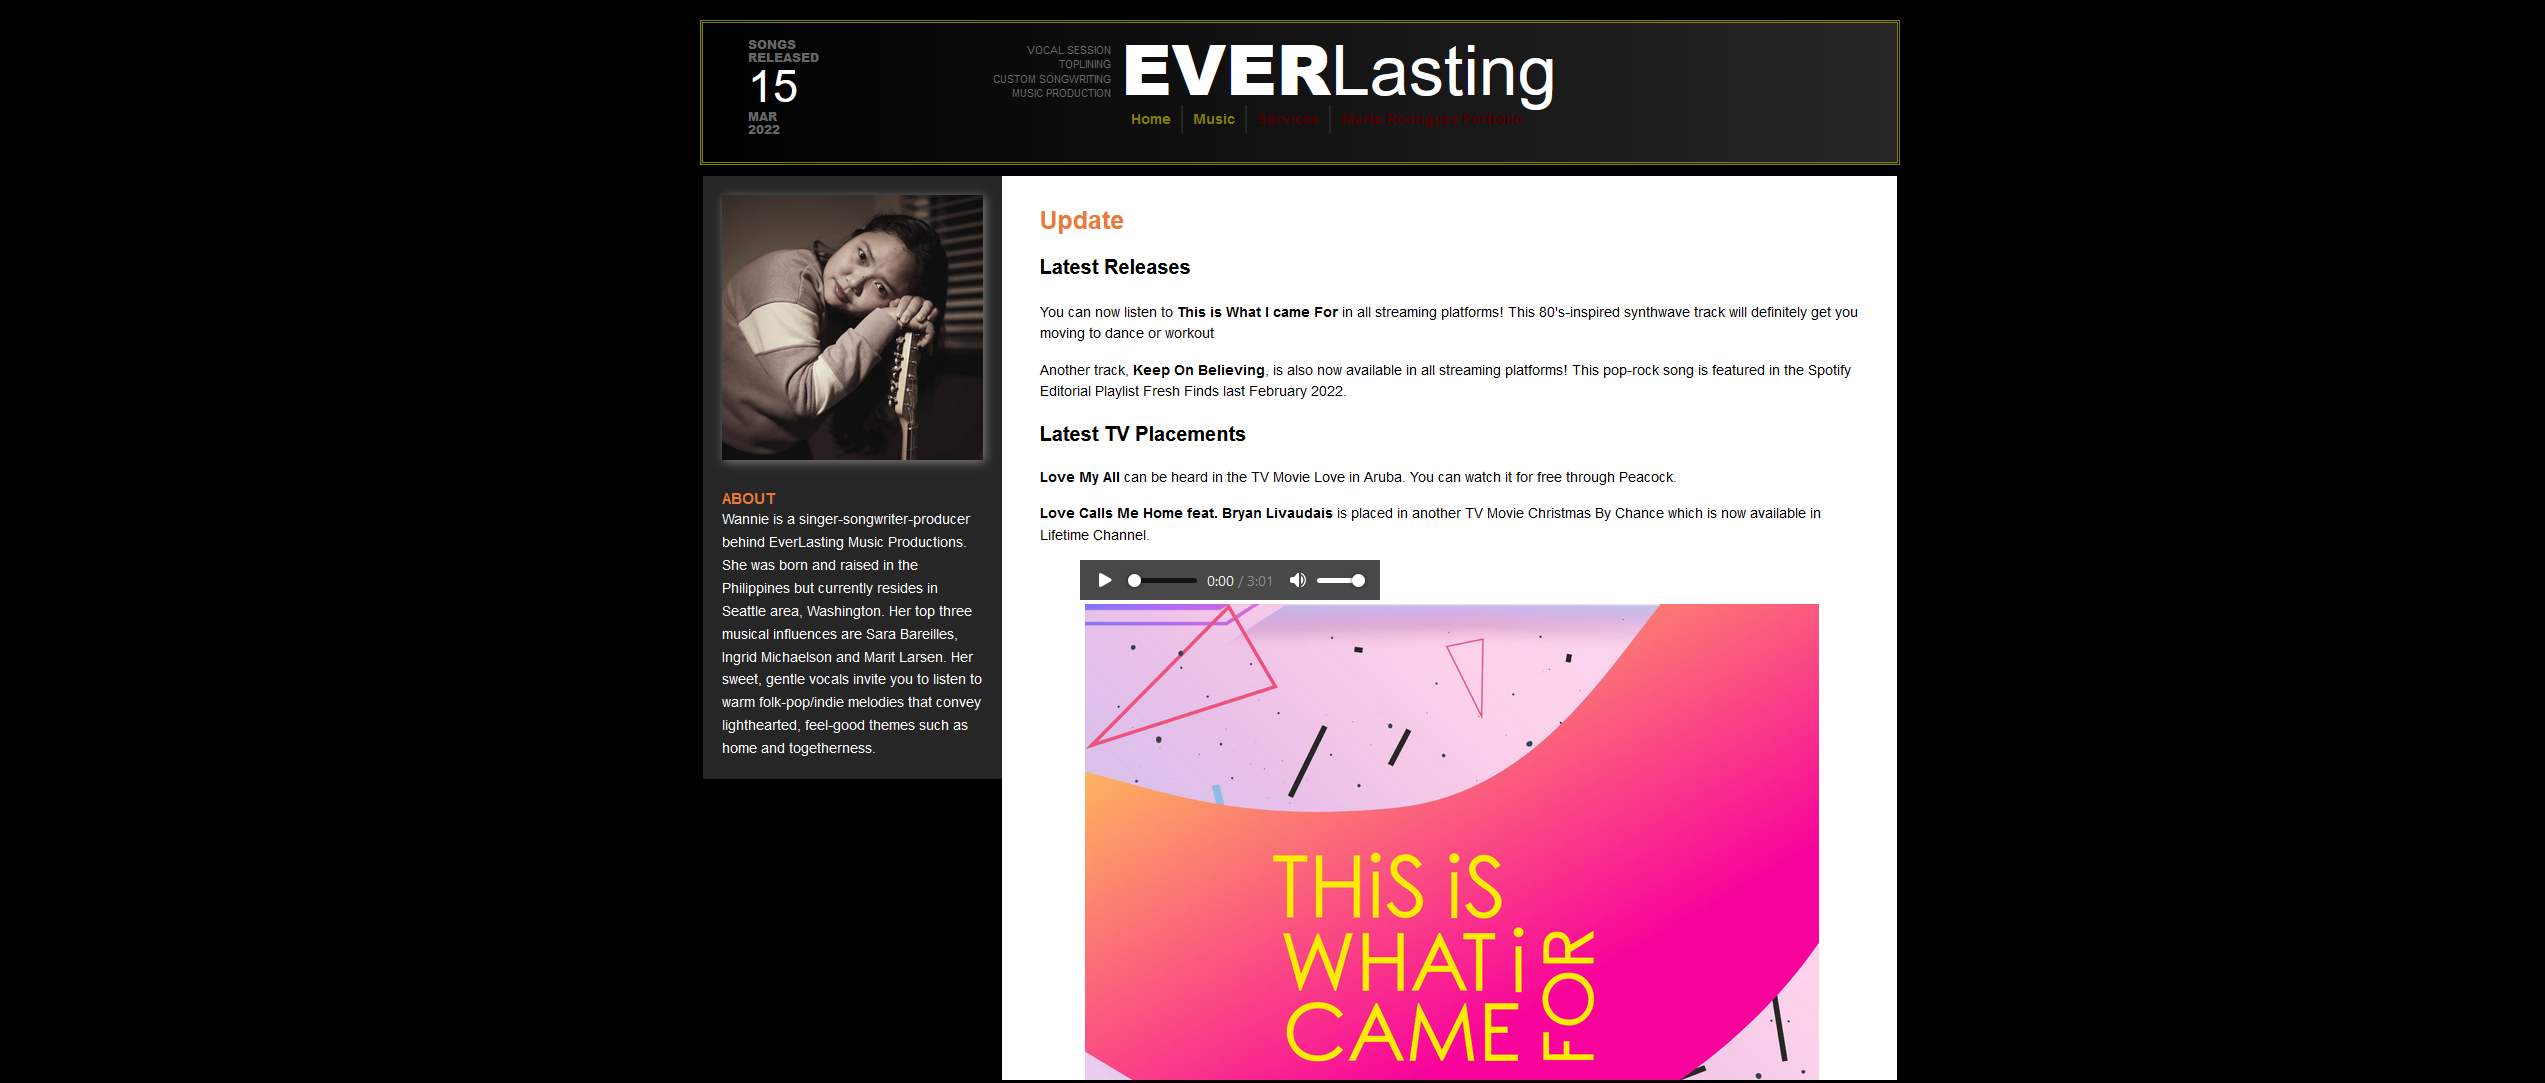 SONGS
RELEASED
15
MAR
2022
VOCAL SESSION
TOPLINING
CUSTOM SONGWRITING
MUSIC PRODUCTION
EVERLasting
Home
Music
Services
Marie Rodriguez Portfolio
ABOUT
Wannie is a singer-songwriter-producer
behind EverLasting Music Productions.
She was born and raised in the
Philippines but currently resides in
Seattle area, Washington. Her top three
musical influences are Sara Bareilles,
Ingrid Michaelson and Marit Larsen. Her
sweet, gentle vocals invite you to listen to
warm folk-pop/indie melodies that convey
lighthearted, feel-good themes such as
home and togetherness.
Update
Latest Releases
You can now listen to This is What I came For in all streaming platforms! This 80's-inspired synthwave track will definitely get you
moving to dance or workout
Another track, Keep On Believing, is also now available in all streaming platforms! This pop-rock song is featured in the Spotify
Editorial Playlist Fresh Finds last February 2022.
Latest TV Placements
Love My All can be heard in the TV Movie Love in Aruba. You can watch it for free through Peacock.
Love Calls Me Home feat. Bryan Livaudais is placed in another TV Movie Christmas By Chance which is now available in
Lifetime Channel.
0:00 / 3:01
THiS iS
WHAT i
CAME
FOR